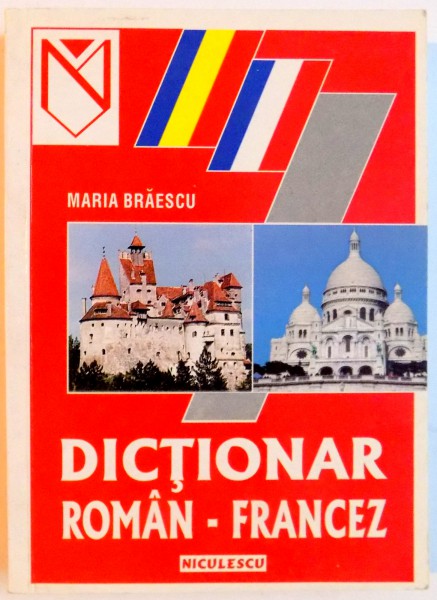 MARIA BRĂESCU
DICŢIONAR
ROMÂN - FRANCEZ
NICULESCU